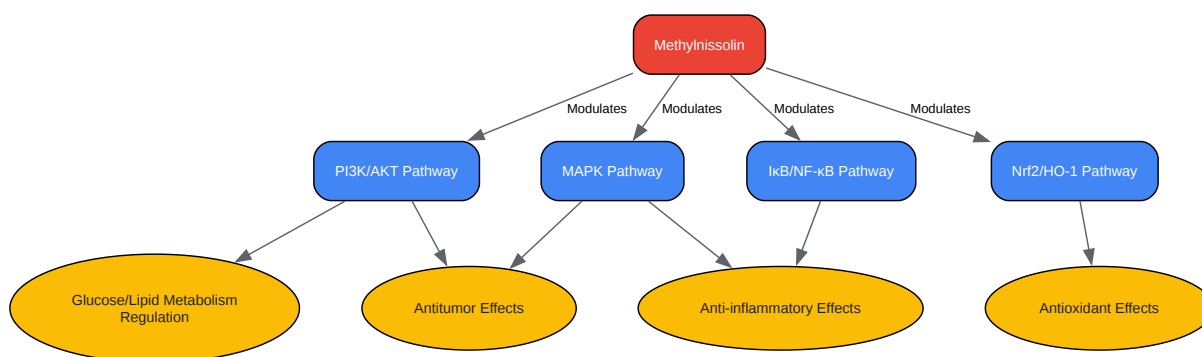 Methylnissolin
Modulates
Modulates
Modulates
Modulates
PI3K/AKT Pathway
MAPK Pathway
IκB/NF-κB Pathway
Nrf2/HO-1 Pathway
Glucose/Lipid Metabolism
Regulation
Antitumor Effects
Anti-inflammatory Effects
Antioxidant Effects